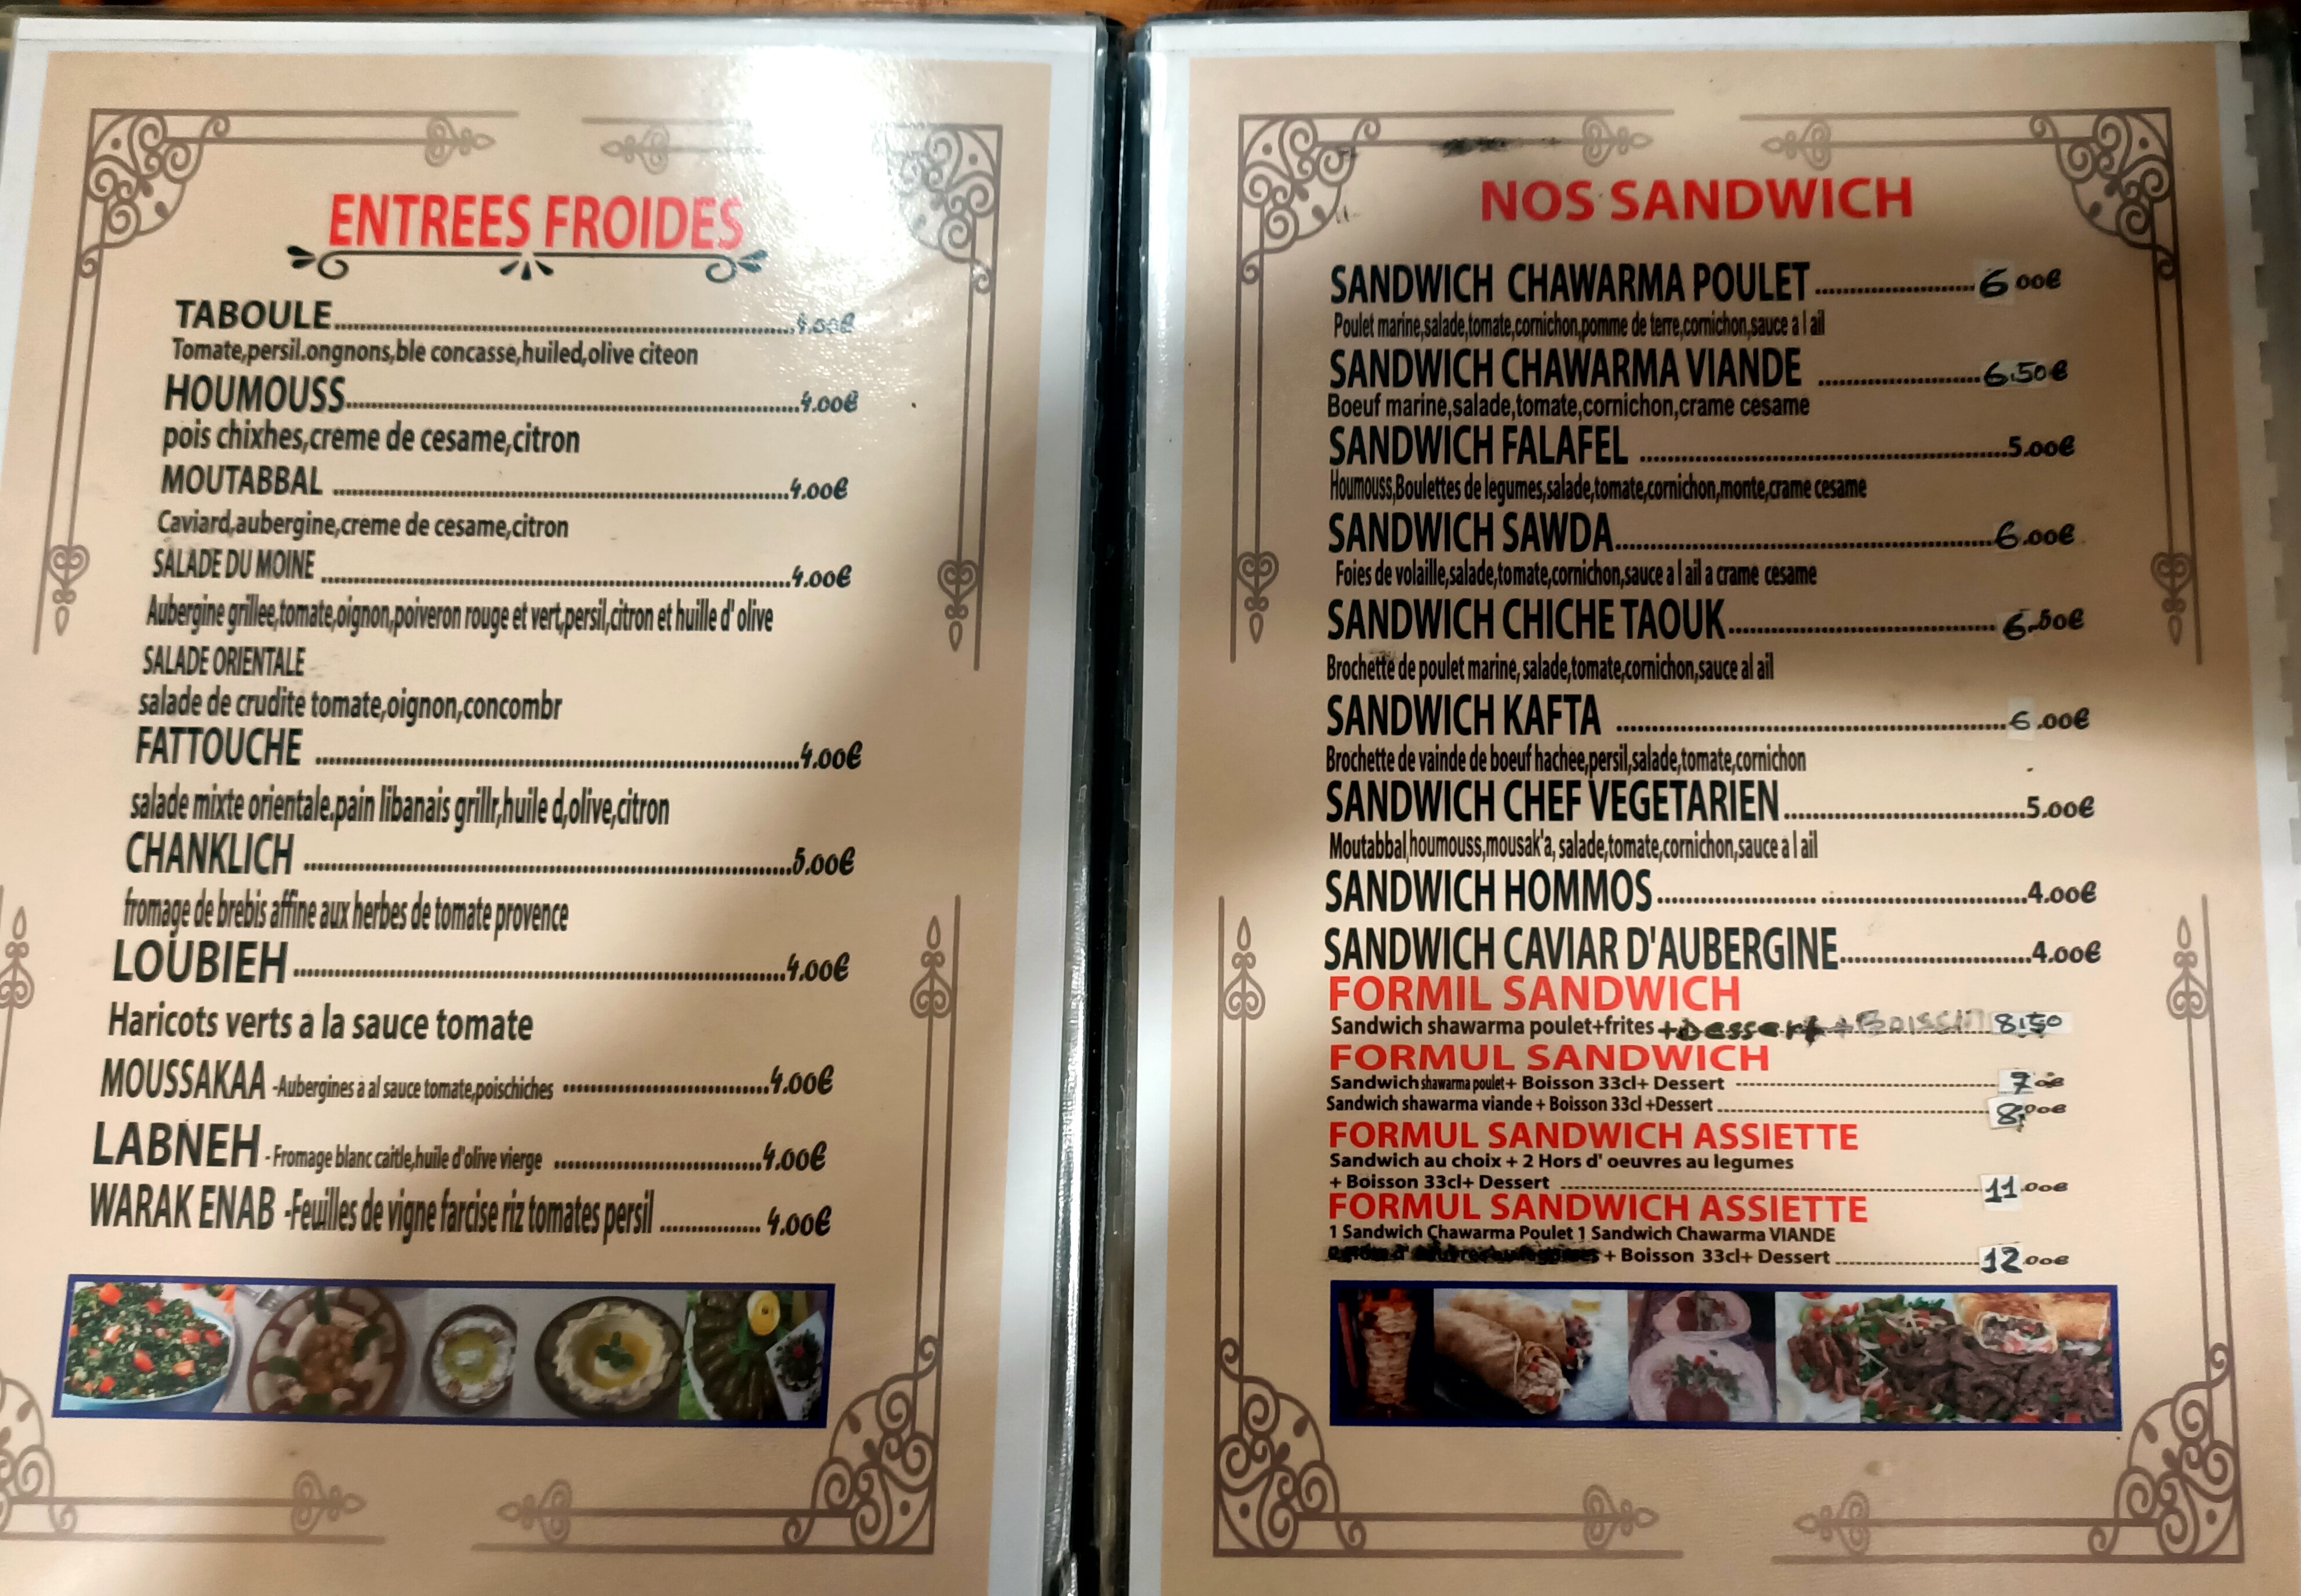 ENTREES FROIDES
TABOULE.......4.00€
Tomate,persil.ongnons,ble concasse,huiled,olive citeon
HOUMOUSS.......4.00€
pois chixhes,creme de cesame,citron
MOUTABBAL .......4.00€
Caviard,aubergine,creme de cesame,citron
SALADE DU MOINE .......4.00€
Aubergine grillee,tomate,oignon,poiveron rouge et vert,persil,citron et huille d' olive
SALADE ORIENTALE
salade de crudite tomate,oignon,concombr
FATTOUCHE .......4.00€
salade mixte orientale.pain libanais grillr,huile d,olive,citron
CHANKLICH .......5.00€
fromage de brebis affine aux herbes de tomate provence
LOUBIEH .......4.00€
Haricots verts a la sauce tomate
MOUSSAKAA -Aubergines a al sauce tomate,poischiches .......4.00€
LABNEH - Fromage blanc caitle,huile d'olive vierge .......4.00€
WARAK ENAB -Feuilles de vigne farcise riz tomates persil ....... 4.00€
NOS SANDWICH
SANDWICH CHAWARMA POULET.......6 00€
Poulet marine,salade,tomate,cornichon,pomme de terre,cornichon,sauce a l ail
SANDWICH CHAWARMA VIANDE .......6.50€
Boeuf marine,salade,tomate,cornichon,crame cesame
SANDWICH FALAFEL .......5.00€
Houmouss,Boulettes de legumes,salade,tomate,cornichon,monte,crame cesame
SANDWICH SAWDA.......6.00€
Foies de volaille,salade,tomate,cornichon,sauce a l ail a crame cesame
SANDWICH CHICHE TAOUK....... 6.50€
Brochette de poulet marine, salade,tomate,cornichon,sauce al ail
SANDWICH KAFTA .......6.00€
Brochette de vainde de boeuf hachee,persil,salade,tomate,cornichon
SANDWICH CHEF VEGETARIEN.......5.00€
Moutabbal,houmouss,mousak'a, salade,tomate,cornichon,sauce a l ail
SANDWICH HOMMOS.......4.00€
SANDWICH CAVIAR D'AUBERGINE.......4.00€
FORMIL SANDWICH
Sandwich shawarma poulet+frites +Dessert + Boisson 8.50
FORMUL SANDWICH
Sandwich shawarma poulet+ Boisson 33cl+ Dessert ------- 7 00€
Sandwich shawarma viande + Boisson 33cl +Dessert....... 8,00€
FORMUL SANDWICH ASSIETTE
Sandwich au choix + 2 Hors d' oeuvres au legumes
+ Boisson 33cl+ Dessert .......11.00€
FORMUL SANDWICH ASSIETTE
1 Sandwich Chawarma Poulet 1 Sandwich Chawarma VIANDE
+ Boisson 33cl+ Dessert .......12.00€